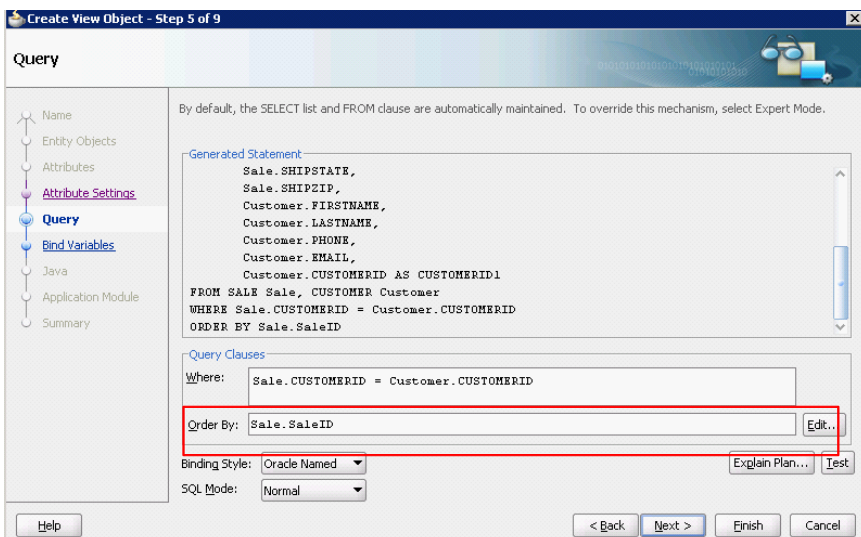 Create View Object - Step 5 of 9
Query
Name
Entity Objects
Attributes
Attribute Settings
Query
Bind Variables
Java
Application Module
Summary
By default, the SELECT list and FROM clause are automatically maintained. To override this mechanism, select Expert Mode.
Generated Statement
Sale.SHIPSTATE,
Sale.SHIPZIP,
Customer.FIRSTNAME,
Customer.LASTNAME,
Customer.PHONE,
Customer.EMAIL,
Customer.CUSTOMERID AS CUSTOMERID1
FROM SALE Sale, CUSTOMER Customer
WHERE Sale.CUSTOMERID = Customer.CUSTOMERID
ORDER BY Sale.SaleID
Query Clauses
Where: Sale.CUSTOMERID = Customer.CUSTOMERID
Order By: Sale.SaleID Edit...
Binding Style: Oracle Named Explain Plan... Test
SQL Mode: Normal
Help < Back Next > Finish Cancel